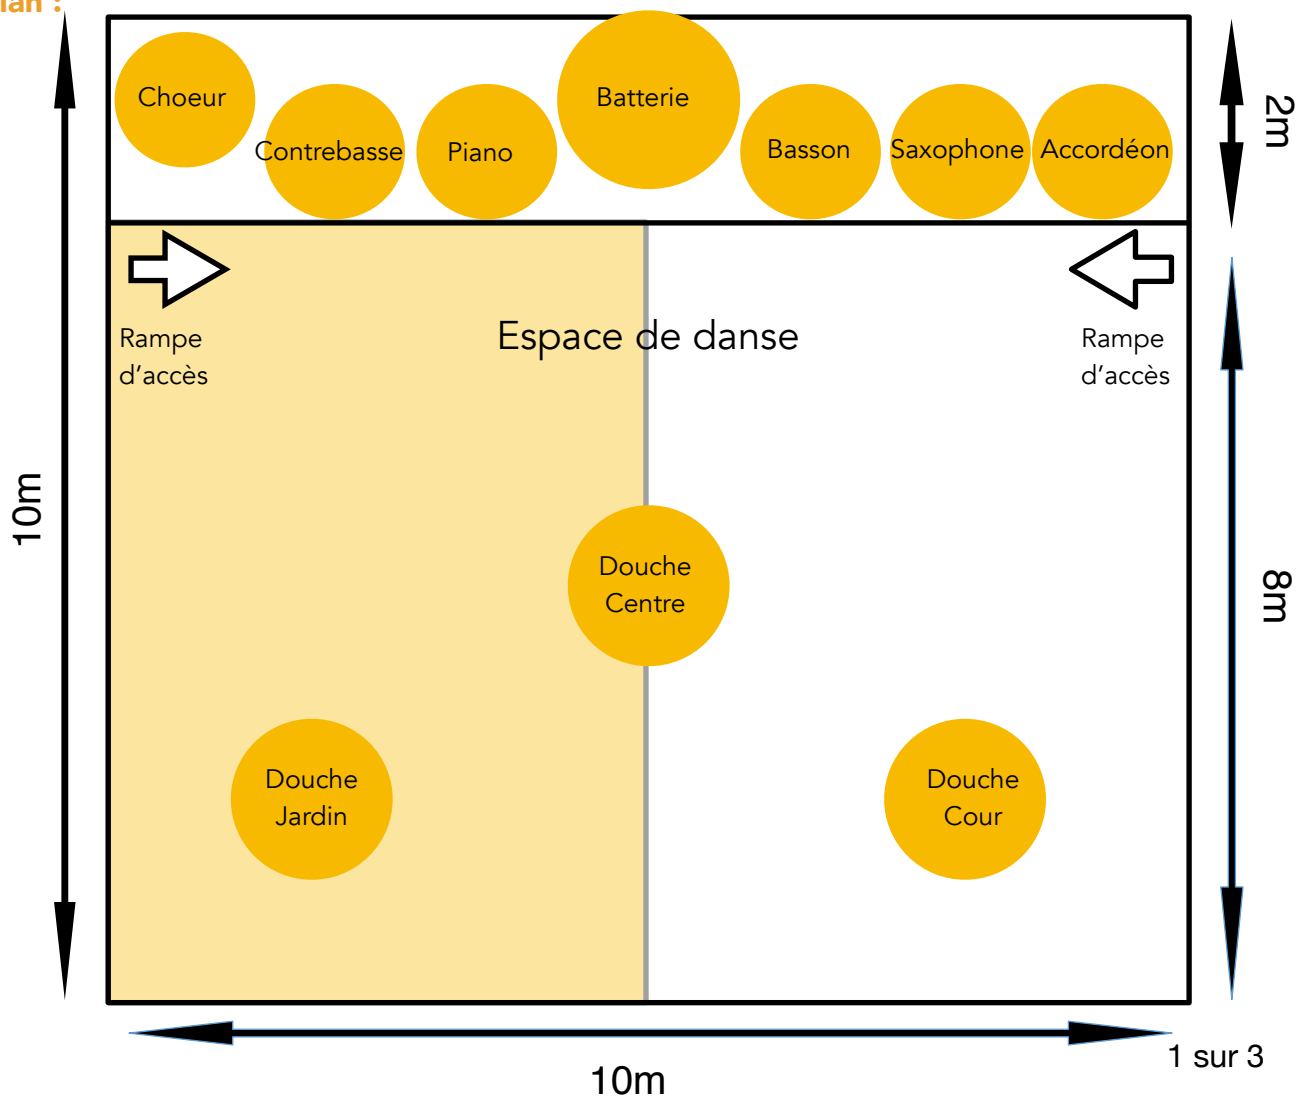 lan :
Choeur
Contrebasse
Piano
Batterie
Basson
Saxophone
Accordéon
2m
Rampe
d’accès
Espace de danse
Rampe
d’accès
10m
Douche
Centre
8m
Douche
Jardin
Douche
Cour
10m
1 sur 3